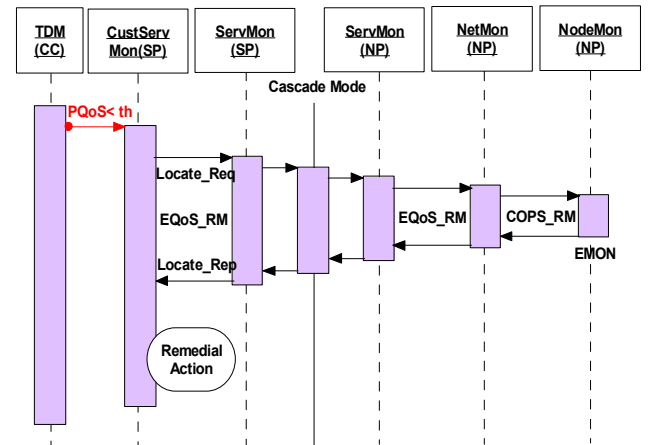 TDM
(CC)
CustServ
Mon(SP)
ServMon
(SP)
ServMon
(NP)
NetMon
(NP)
NodeMon
(NP)
Cascade Mode
PQoS< th
Locate_Req
EQoS_RM
EQoS_RM
COPS_RM
EMON
Locate_Rep
Remedial
Action